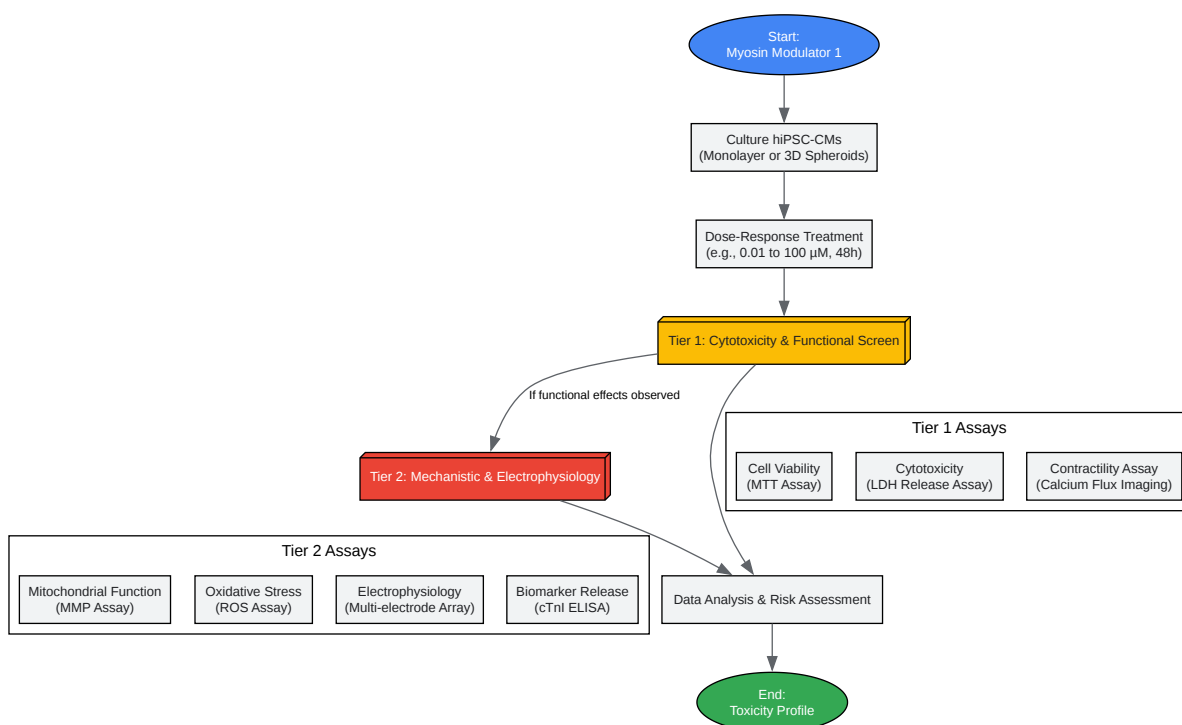 Start:
Myosin Modulator 1
Culture hiPSC-CMs
(Monolayer or 3D Spheroids)
Dose-Response Treatment
(e.g., 0.01 to 100 µM, 48h)
Tier 1: Cytotoxicity & Functional Screen
If functional effects observed
Tier 1 Assays
Cell Viability
(MTT Assay)
Cytotoxicity
(LDH Release Assay)
Contractility Assay
(Calcium Flux Imaging)
Tier 2: Mechanistic & Electrophysiology
Tier 2 Assays
Mitochondrial Function
(MMP Assay)
Oxidative Stress
(ROS Assay)
Electrophysiology
(Multi-electrode Array)
Biomarker Release
(cTnI ELISA)
Data Analysis & Risk Assessment
End:
Toxicity Profile